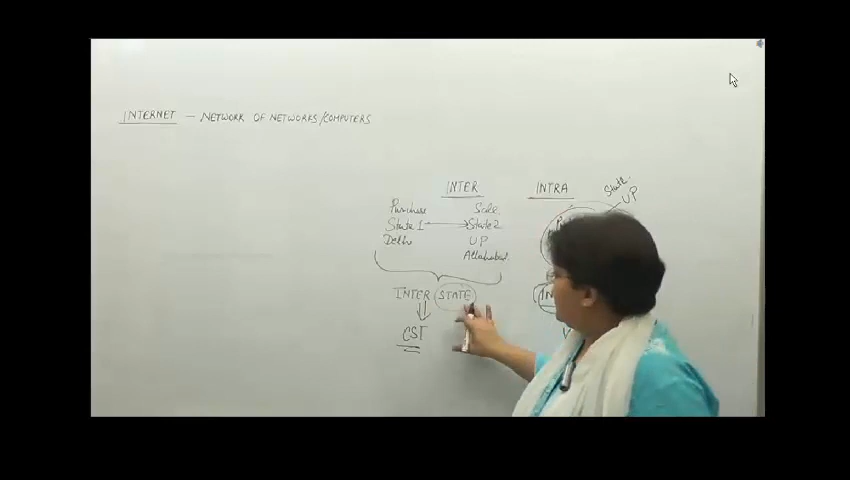 INTERNET — NETWORK OF NETWORKS/COMPUTERS
INTER
INTRA
State
UP
Purchase
Sale
State 1
State 2
Delhi
UP
Allahabad
INTER STATE
CST